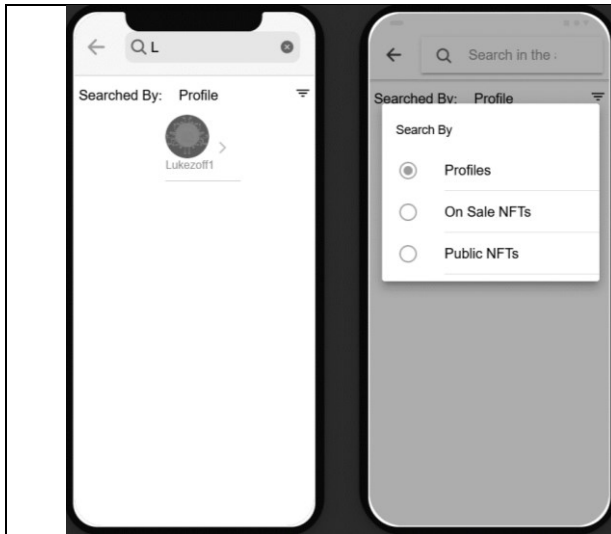 L
Searched By: Profile
Lukezoff1
Search in the
Searched By: Profile
Search By
Profiles
On Sale NFTs
Public NFTs